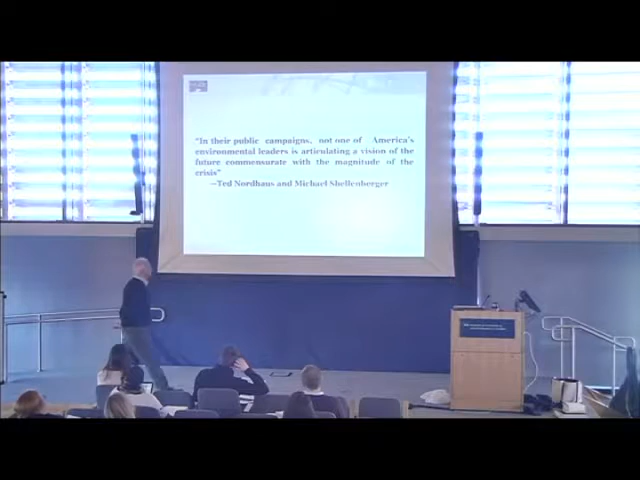 "In their public campaigns, not one of America's
environmental leaders is articulating a vision of the
future commensurate with the magnitude of the
crisis"
—Ted Nordhaus and Michael Shellenberger